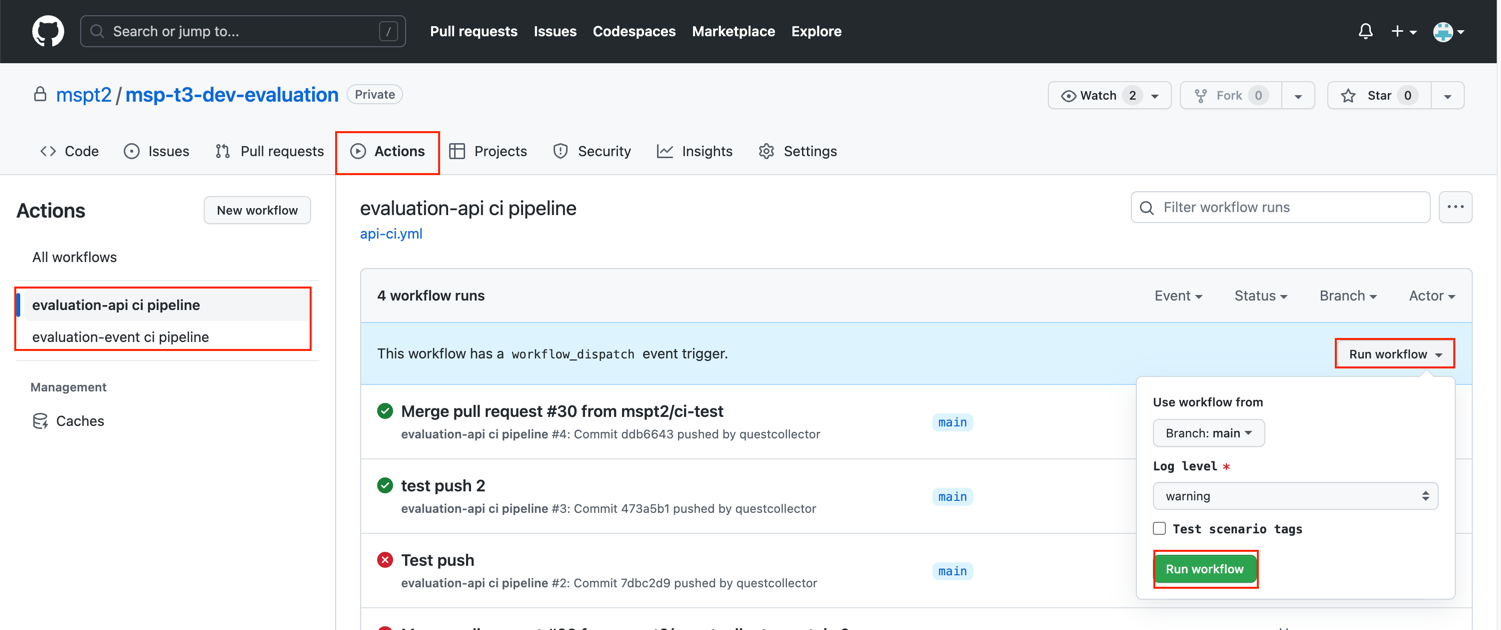 Search or jump to... / Pull requests Issues Codespaces Marketplace Explore
mspt2 / msp-t3-dev-evaluation Private Watch 2 Fork 0 Star 0
Code Issues Pull requests Actions Projects Security Insights Settings
Actions New workflow
All workflows
evaluation-api ci pipeline
evaluation-event ci pipeline
Management
Caches
evaluation-api ci pipeline
api-ci.yml
Filter workflow runs
4 workflow runs Event Status Branch Actor
This workflow has a workflow_dispatch event trigger. Run workflow
Merge pull request #30 from mspt2/ci-test
evaluation-api ci pipeline #4: Commit ddb6643 pushed by questcollector
main
test push 2
evaluation-api ci pipeline #3: Commit 473a5b1 pushed by questcollector
main
Test push
evaluation-api ci pipeline #2: Commit 7dbc2d9 pushed by questcollector
main
Use workflow from
Branch: main
Log level *
warning
Test scenario tags
Run workflow